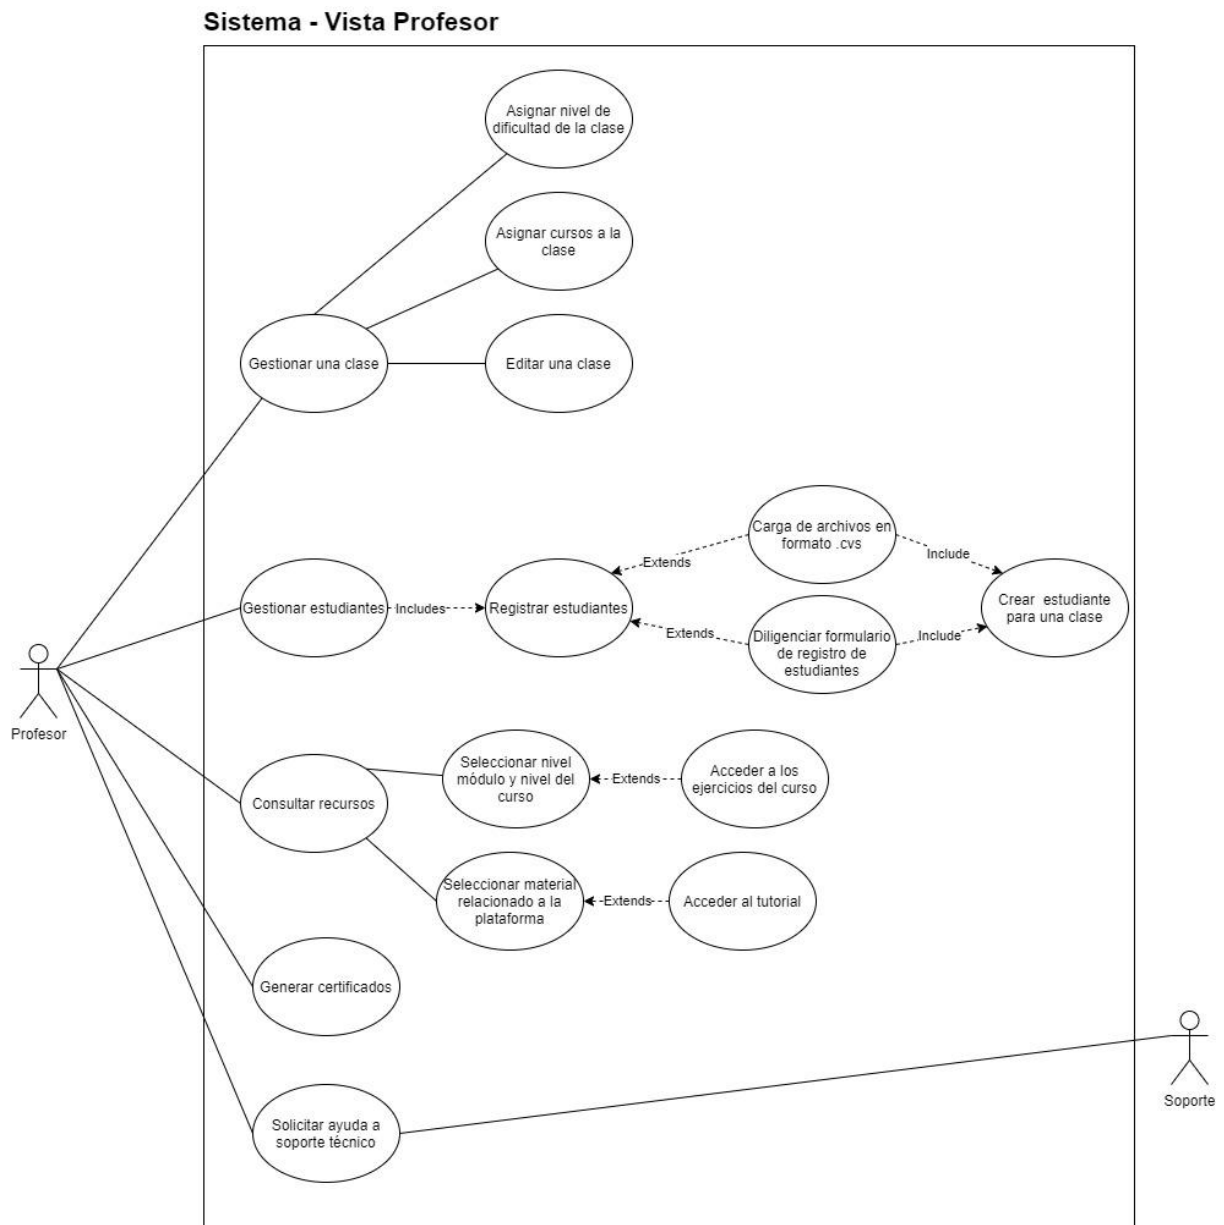 Sistema - Vista Profesor
Asignar nivel de
dificultad de la clase
Asignar cursos a la
clase
Gestionar una clase
Editar una clase
Carga de archivos en
formato .cvs
Extends
Include
Gestionar estudiantes
Includes
Registrar estudiantes
Crear estudiante
para una clase
Extends
Diligenciar formulario
de registro de
estudiantes
Include
Profesor
Seleccionar nivel
módulo y nivel del
curso
Extends
Acceder a los
ejercicios del curso
Consultar recursos
Seleccionar material
relacionado a la
plataforma
Extends
Acceder al tutorial
Generar certificados
Soporte
Solicitar ayuda a
soporte técnico